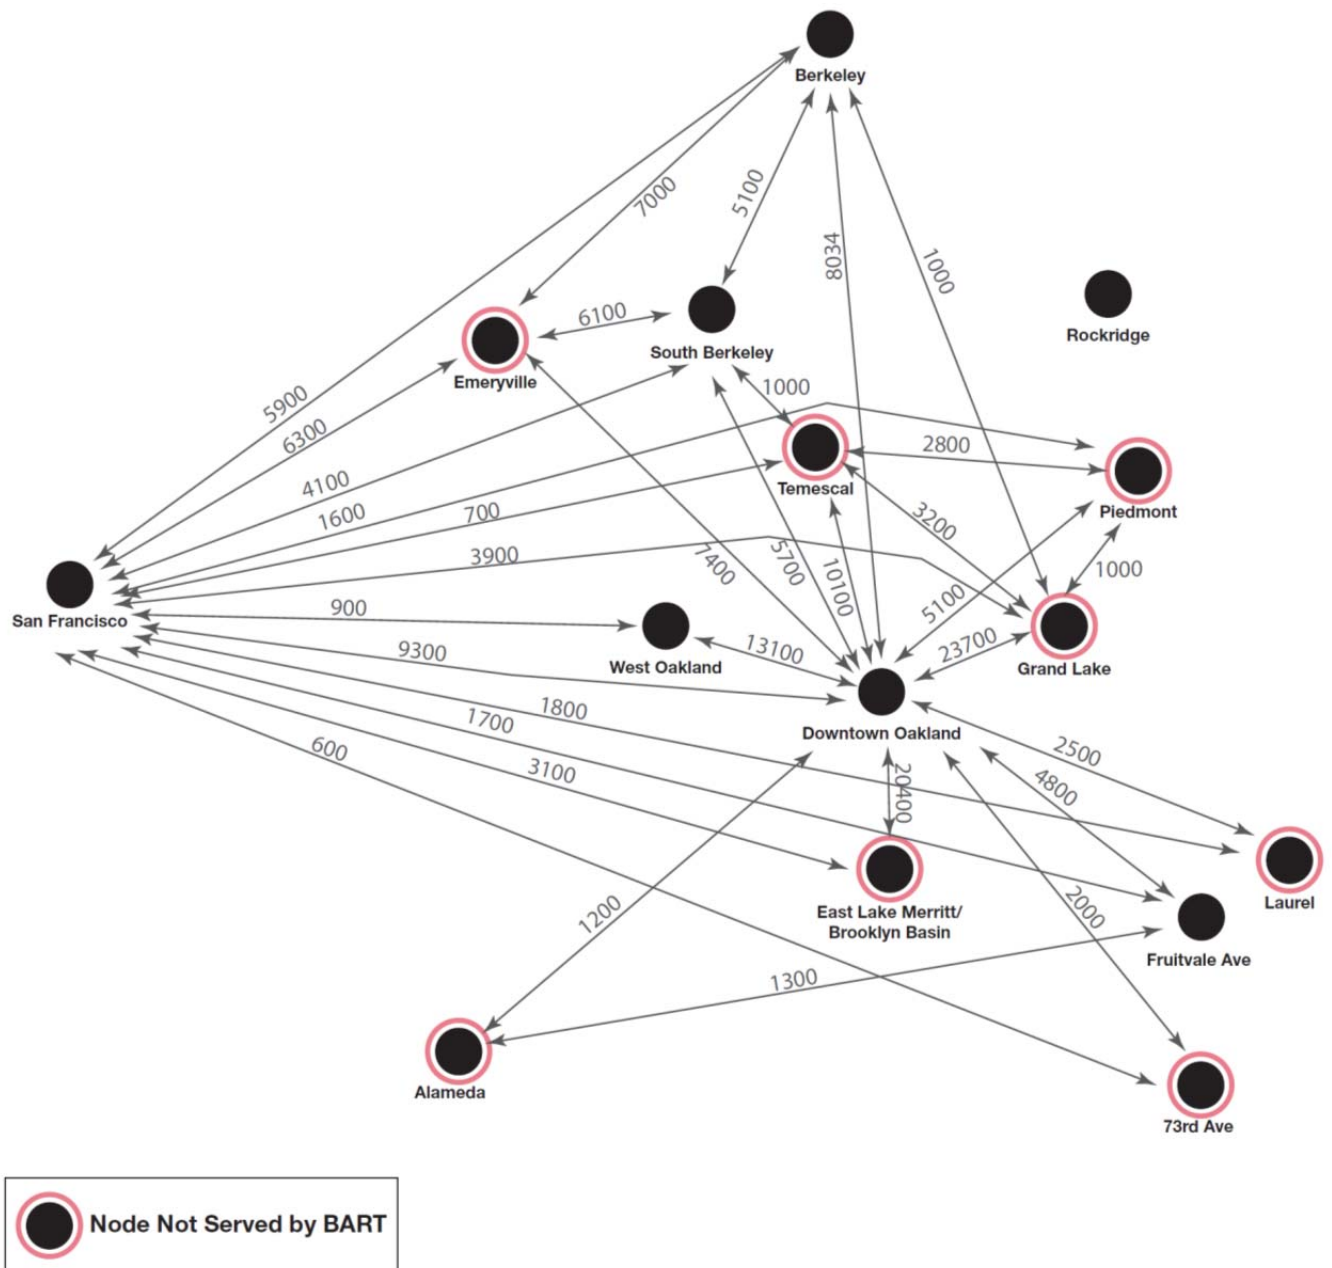 Berkeley
7000
5100
8034
1000
Rockridge
6100
South Berkeley
Emeryville
1000
5900
6300
2800
4100
Temescal
1600
700
3200
Piedmont
3900
7400
5700
10100
5100
1000
San Francisco
900
13100
23700
West Oakland
Grand Lake
9300
1800
Downtown Oakland
1700
600
3100
20400
2500
4800
Laurel
East Lake Merritt/
Brooklyn Basin
1200
2000
Fruitvale Ave
1300
Alameda
73rd Ave
Node Not Served by BART